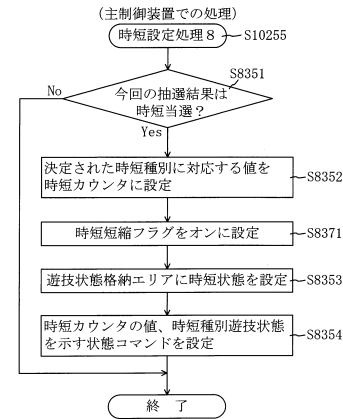 (主制御装置での処理)
時短設定処理8
S10255
S8351
No
今回の抽選結果は
時短当選?
Yes
決定された時短種別に対応する値を
時短カウンタに設定
S8352
時短短縮フラグをオンに設定
S8371
遊技状態格納エリアに時短状態を設定
S8353
時短カウンタの値、時短種別遊技状態
を示す状態コマンドを設定
S8354
終 了